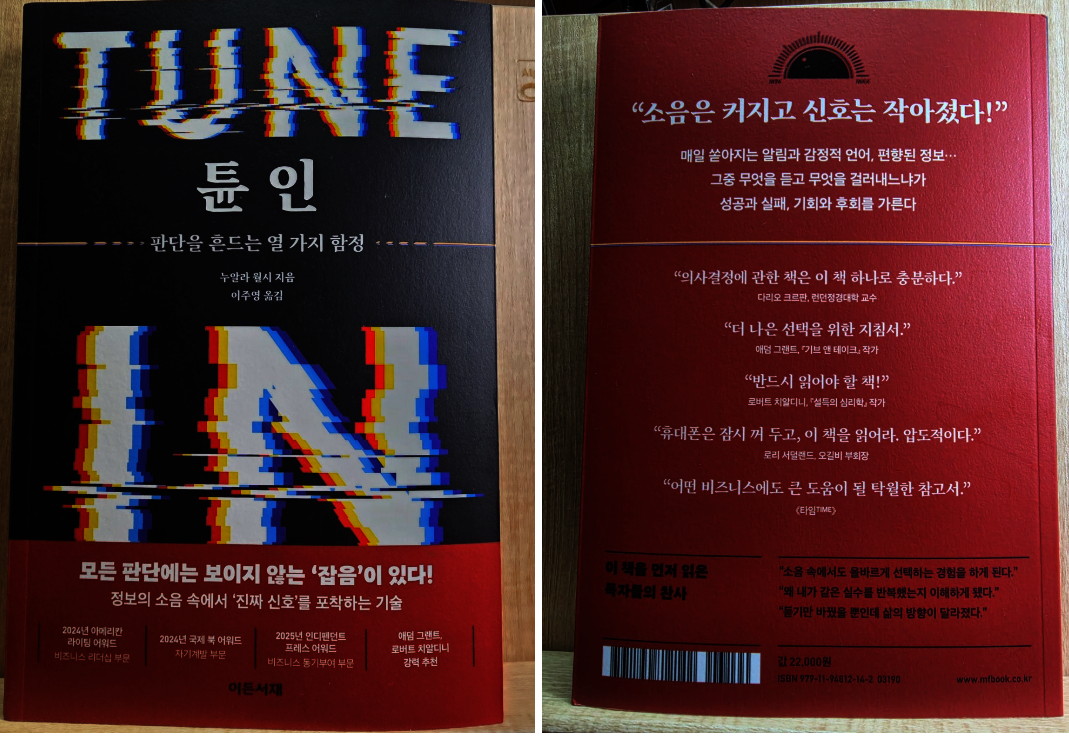 TUNE
튠 인
판단을 흔드는 열 가지 함정
누알라 월시 지음
이주영 옮김
IN
모든 판단에는 보이지 않는 ‘잡음’이 있다!
정보의 소음 속에서 ‘진짜 신호’를 포착하는 기술
2024년 아메리칸
라이팅 어워드
비즈니스 리더십 부문
2024년 국제 북 어워드
자기계발 부문
2025년 인디펜던트
프레스 어워드
비즈니스 동기부여 부문
애덤 그랜트,
로버트 치알디니
강력 추천
이든서재
“소음은 커지고 신호는 작아졌다!”
매일 쏟아지는 알림과 감정적 언어, 편향된 정보…
그중 무엇을 듣고 무엇을 걸러내느냐가
성공과 실패, 기회와 후회를 가른다
“의사결정에 관한 책은 이 책 하나로 충분하다.”
다리오 크르판, 런던정경대학 교수
“더 나은 선택을 위한 지침서.”
애덤 그랜트, 『기브 앤 테이크』 작가
“반드시 읽어야 할 책!”
로버트 치알디니, 『설득의 심리학』 작가
“휴대폰은 잠시 꺼 두고, 이 책을 읽어라. 압도적이다.”
로리 서덜랜드, 오길비 부회장
“어떤 비즈니스에도 큰 도움이 될 탁월한 참고서.”
《타임TIME》
이 책을 먼저 읽은
독자들의 찬사
“소음 속에서도 올바르게 선택하는 경험을 하게 된다.”
“왜 내가 같은 실수를 반복했는지 이해하게 됐다.”
“듣기만 바꿨을 뿐인데 삶의 방향이 달라졌다.”
값 22,000원
ISBN 979-11-94812-14-2 03190
www.mfbook.co.kr